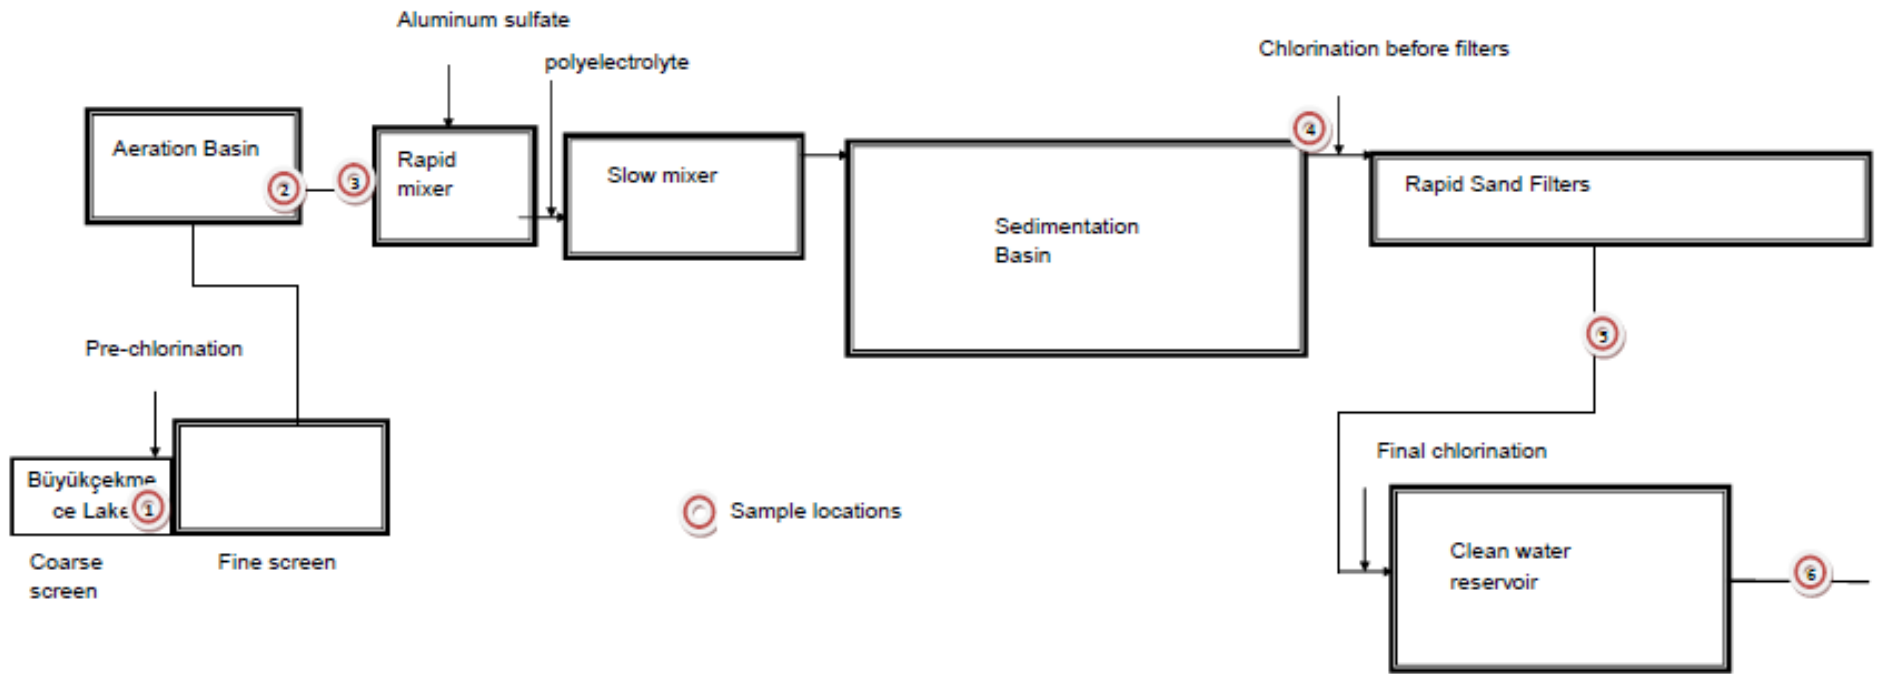 Aluminum sulfate
polyelectrolyte
Chlorination before filters
Aeration Basin
2
3
Rapid
mixer
Slow mixer
Sedimentation
Basin
4
Rapid Sand Filters
5
Pre-chlorination
Büyükçekme
ce Lake
1
Coarse
screen
Fine screen
Sample locations
Final chlorination
Clean water
reservoir
6